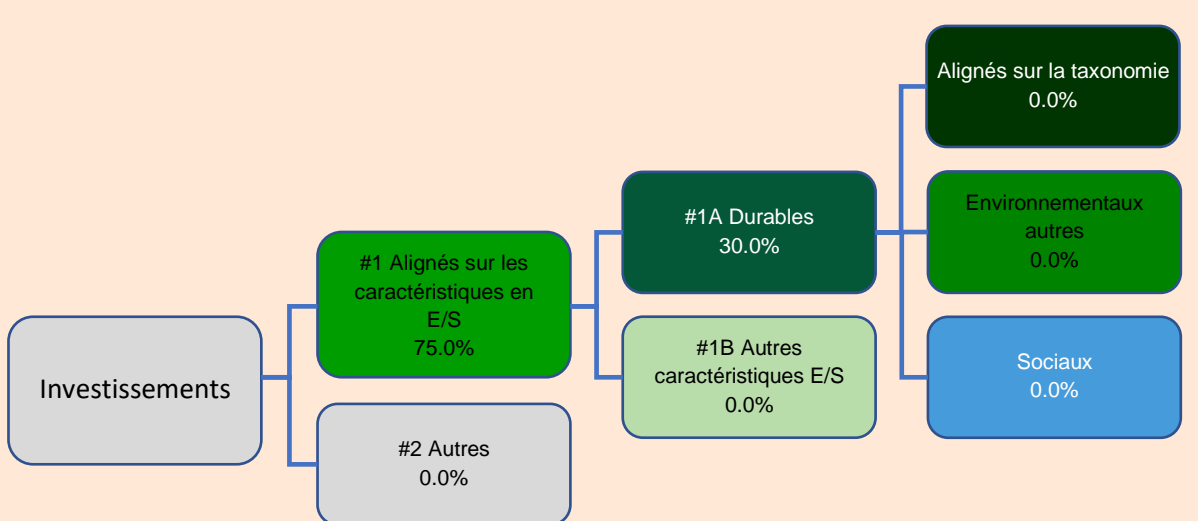 Investissements
#1 Alignés sur les
caractéristiques en
E/S
75.0%
#2 Autres
0.0%
#1A Durables
30.0%
#1B Autres
caractéristiques E/S
0.0%
Alignés sur la taxonomie
0.0%
Environnementaux
autres
0.0%
Sociaux
0.0%